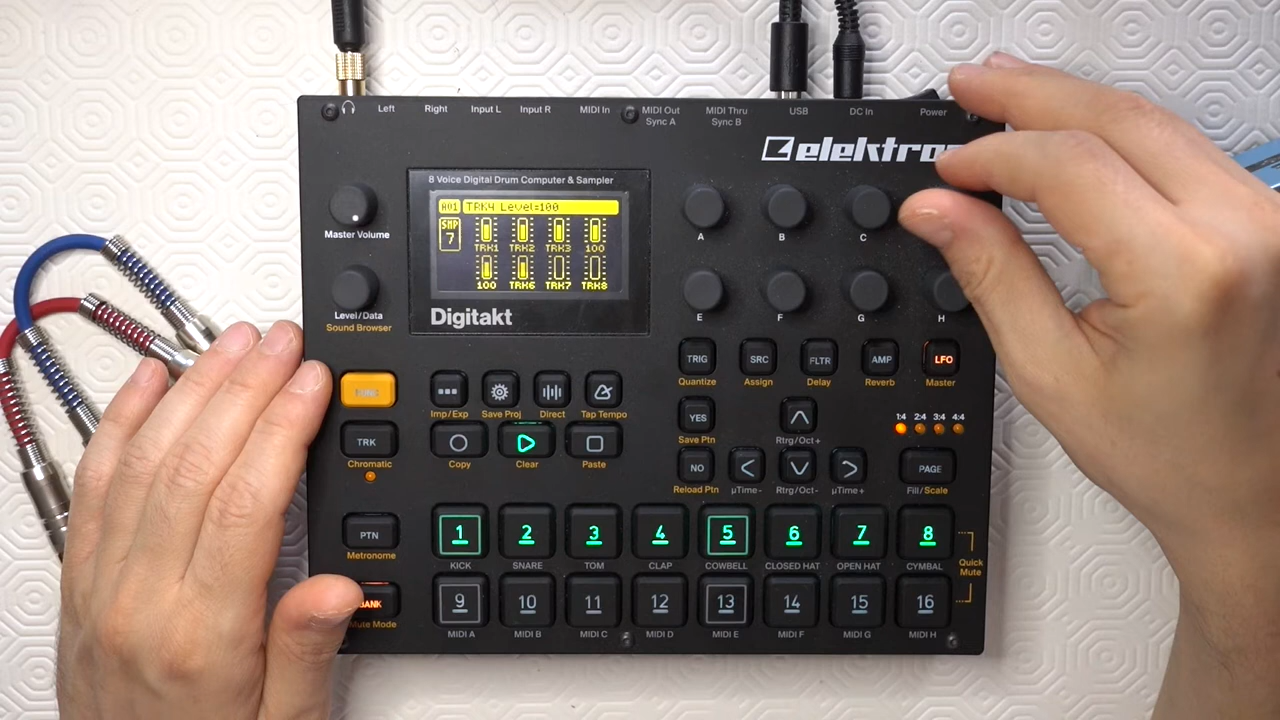 Left Right Input L Input R MIDI In MIDI Out MIDI Thru USB DC In Power
Sync A Sync B
elektron
8 Voice Digital Drum Computer & Sampler
A01 TRK4 Level=100
SMP
7
TRK1 TRK2 TRK3 100
100 TRK6 TRK7 TRK8
Digitakt
Master Volume
Level/Data
Sound Browser
A B C
E F G H
TRIG SRC FLTR AMP LFO
Quantize Assign Delay Reverb Master
FUNC
Imp/Exp Save Proj Direct Tap Tempo
TRK
Chromatic
Copy Clear Paste
YES
Save Ptn
Rtrg/Oct+
1:4 2:4 3:4 4:4
NO
Reload Ptn µTime- Rtrg/Oct- µTime+
PAGE
Fill/Scale
PTN
Metronome
BANK
Mute Mode
1 2 3 4 5 6 7 8
KICK SNARE TOM CLAP COWBELL CLOSED HAT OPEN HAT CYMBAL
Quick
Mute
9 10 11 12 13 14 15 16
MIDI A MIDI B MIDI C MIDI D MIDI E MIDI F MIDI G MIDI H